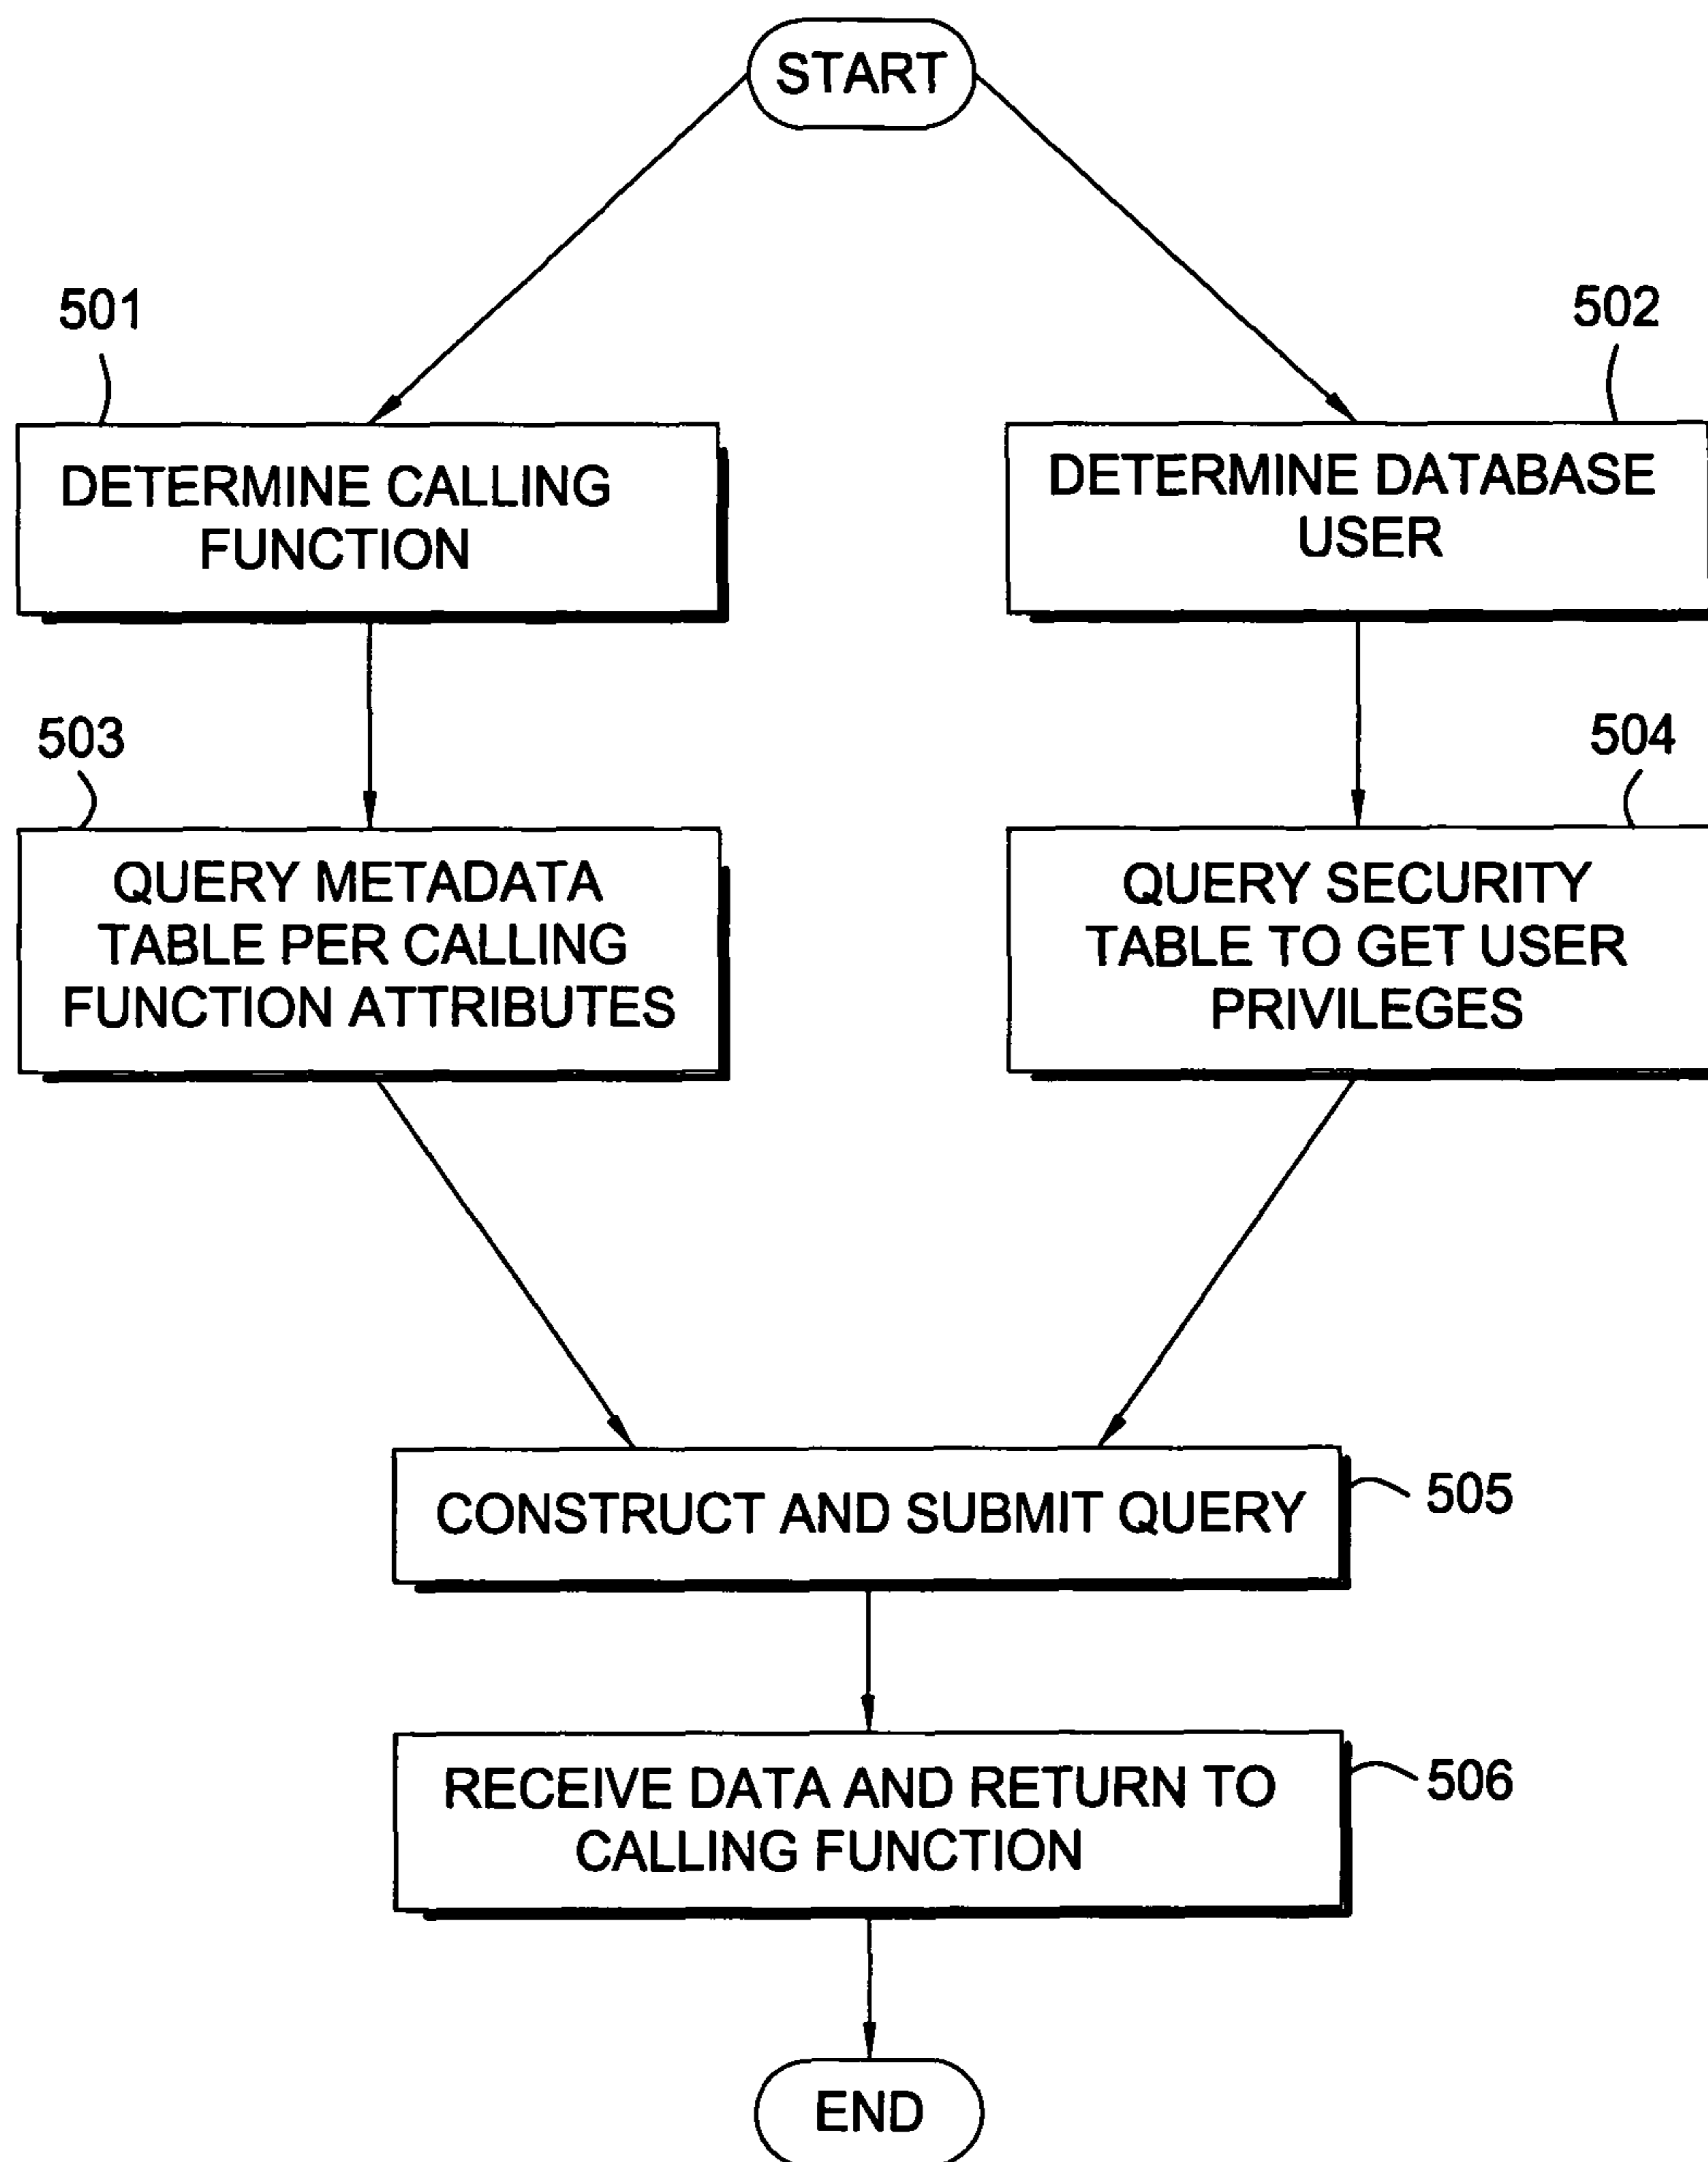 START
501
502
DETERMINE CALLING
FUNCTION
DETERMINE DATABASE
USER
503
504
QUERY METADATA
TABLE PER CALLING
FUNCTION ATTRIBUTES
QUERY SECURITY
TABLE TO GET USER
PRIVILEGES
CONSTRUCT AND SUBMIT QUERY
505
RECEIVE DATA AND RETURN TO
CALLING FUNCTION
506
END